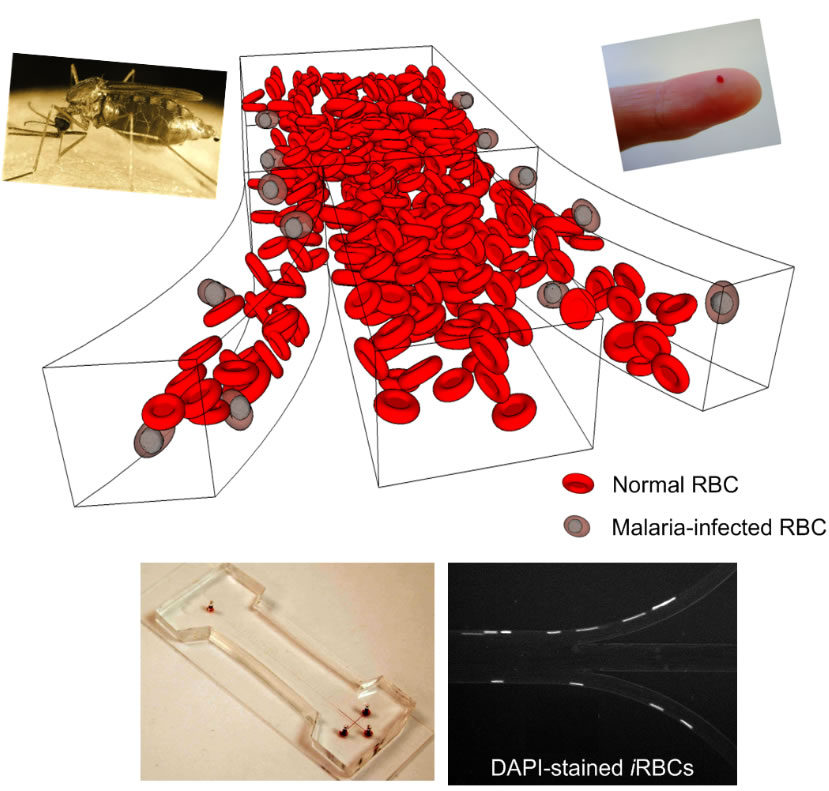 Normal RBC
Malaria-infected RBC
DAPI-stained iRBCs